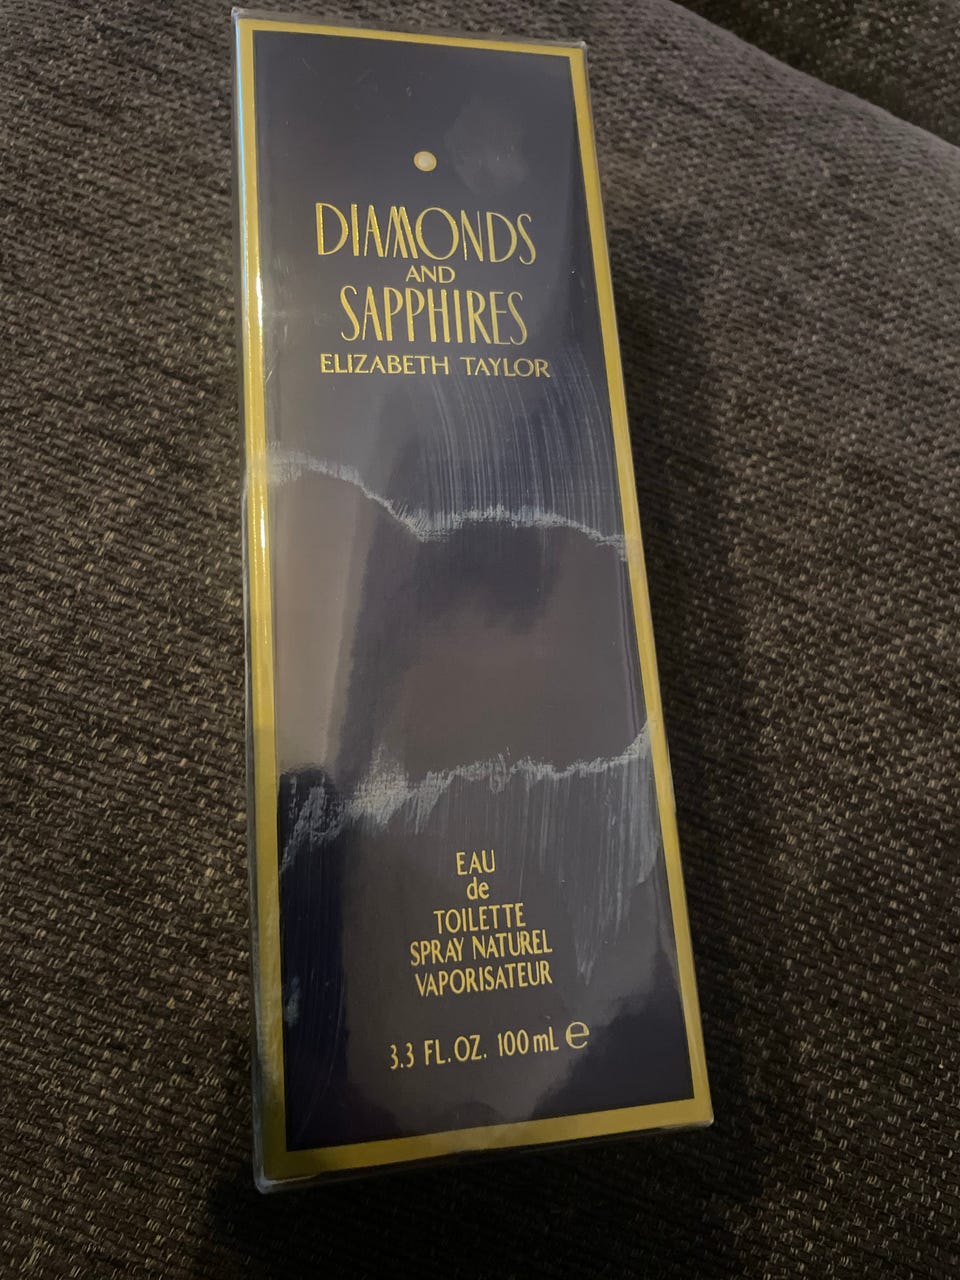 DIAMONDS
AND
SAPPHIRES
ELIZABETH TAYLOR
EAU
de
TOILETTE
SPRAY NATUREL
VAPORISATEUR
3.3 FL.OZ. 100 mL ℮